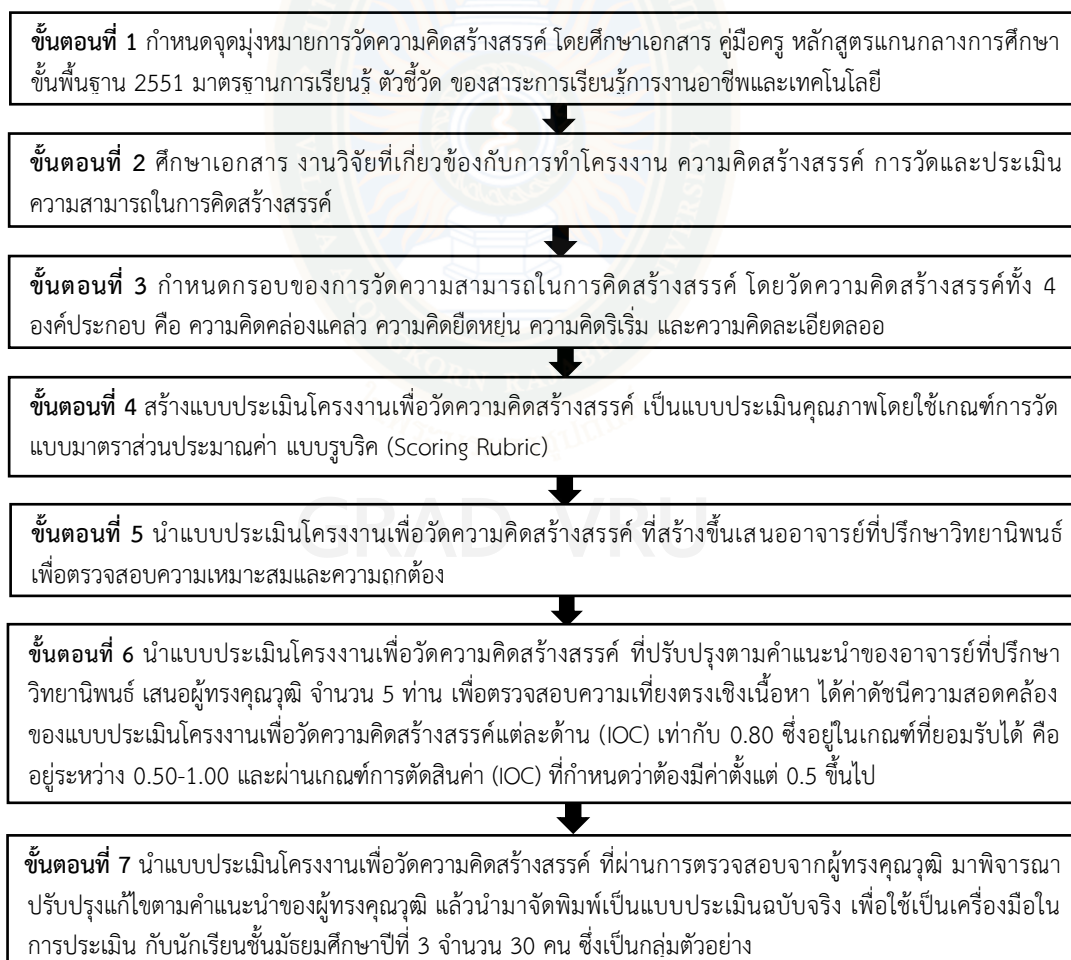 ขั้นตอนที่ 1 กำหนดจุดมุ่งหมายการวัดความคิดสร้างสรรค์ โดยศึกษาเอกสาร คู่มือครู หลักสูตรแกนกลางการศึกษา
ขั้นพื้นฐาน 2551 มาตรฐานการเรียนรู้ ตัวชี้วัด ของสาระการเรียนรู้การงานอาชีพและเทคโนโลยี
ขั้นตอนที่ 2 ศึกษาเอกสาร งานวิจัยที่เกี่ยวข้องกับการทำโครงงาน ความคิดสร้างสรรค์ การวัดและประเมิน
ความสามารถในการคิดสร้างสรรค์
ขั้นตอนที่ 3 กำหนดกรอบของการวัดความสามารถในการคิดสร้างสรรค์ โดยวัดความคิดสร้างสรรค์ทั้ง 4
องค์ประกอบ คือ ความคิดคล่องแคล่ว ความคิดยืดหยุ่น ความคิดริเริ่ม และความคิดละเอียดลออ
ขั้นตอนที่ 4 สร้างแบบประเมินโครงงานเพื่อวัดความคิดสร้างสรรค์ เป็นแบบประเมินคุณภาพโดยใช้เกณฑ์การวัด
แบบมาตราส่วนประมาณค่า แบบรูบริค (Scoring Rubric)
GRAD VRU
ขั้นตอนที่ 5 นำแบบประเมินโครงงานเพื่อวัดความคิดสร้างสรรค์ ที่สร้างขึ้นเสนออาจารย์ที่ปรึกษาวิทยานิพนธ์
เพื่อตรวจสอบความเหมาะสมและความถูกต้อง
ขั้นตอนที่ 6 นำแบบประเมินโครงงานเพื่อวัดความคิดสร้างสรรค์ ที่ปรับปรุงตามคำแนะนำของอาจารย์ที่ปรึกษา
วิทยานิพนธ์ เสนอผู้ทรงคุณวุฒิ จำนวน 5 ท่าน เพื่อตรวจสอบความเที่ยงตรงเชิงเนื้อหา ได้ค่าดัชนีความสอดคล้อง
ของแบบประเมินโครงงานเพื่อวัดความคิดสร้างสรรค์แต่ละด้าน (IOC) เท่ากับ 0.80 ซึ่งอยู่ในเกณฑ์ที่ยอมรับได้ คือ
อยู่ระหว่าง 0.50-1.00 และผ่านเกณฑ์การตัดสินค่า (IOC) ที่กำหนดว่าต้องมีค่าตั้งแต่ 0.5 ขึ้นไป
ขั้นตอนที่ 7 นำแบบประเมินโครงงานเพื่อวัดความคิดสร้างสรรค์ ที่ผ่านการตรวจสอบจากผู้ทรงคุณวุฒิ มาพิจารณา
ปรับปรุงแก้ไขตามคำแนะนำของผู้ทรงคุณวุฒิ แล้วนำมาจัดพิมพ์เป็นแบบประเมินฉบับจริง เพื่อใช้เป็นเครื่องมือใน
การประเมิน กับนักเรียนชั้นมัธยมศึกษาปีที่ 3 จำนวน 30 คน ซึ่งเป็นกลุ่มตัวอย่าง